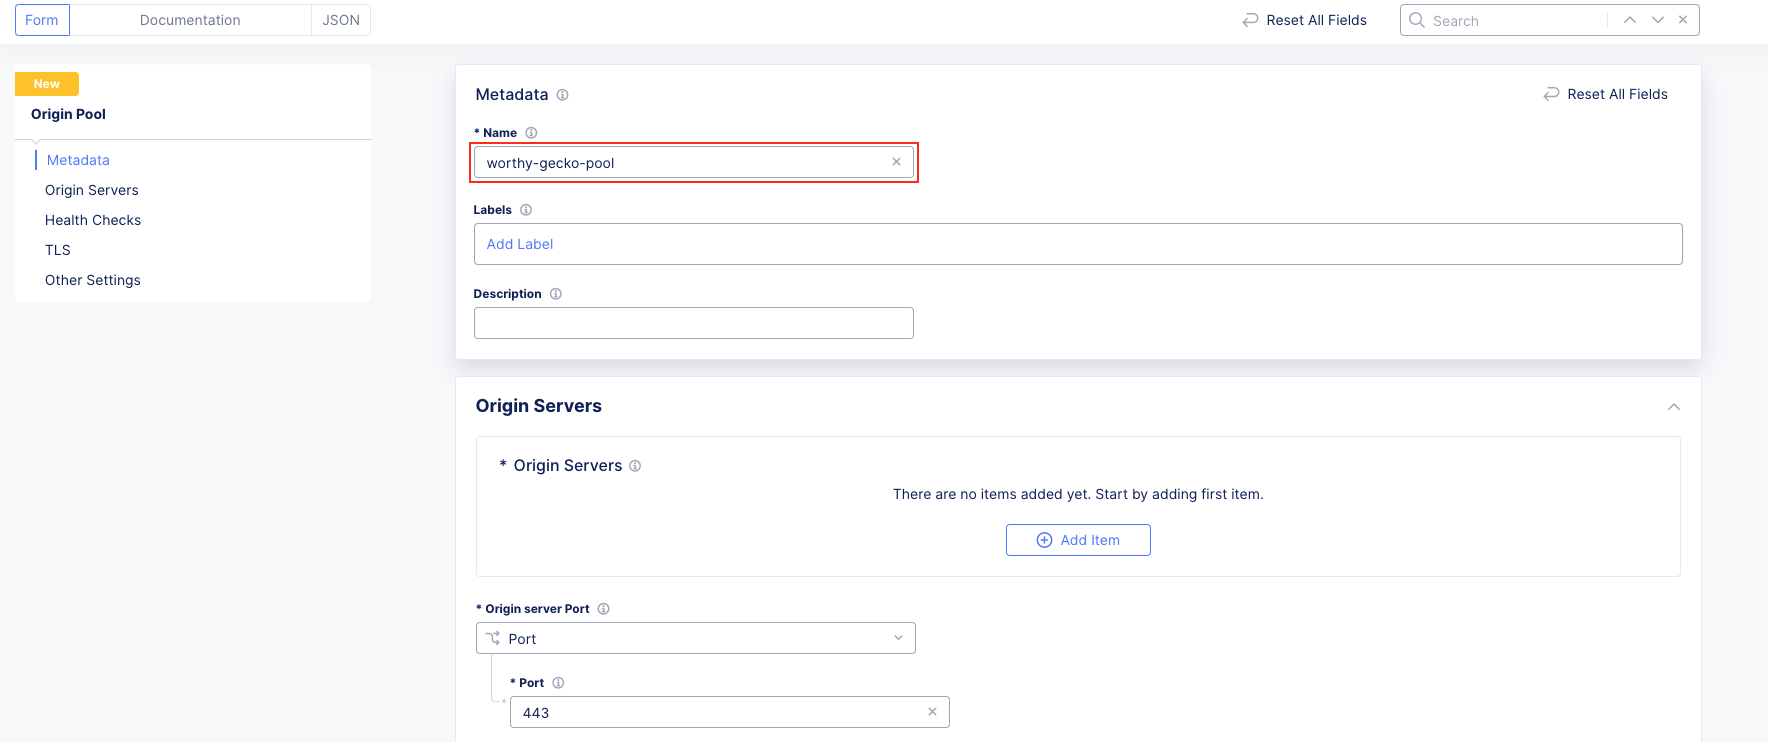 Form
Documentation
JSON
Reset All Fields
Search
New
Origin Pool
Metadata
Origin Servers
Health Checks
TLS
Other Settings
Metadata
Reset All Fields
* Name
worthy-gecko-pool
Labels
Add Label
Description
Origin Servers
* Origin Servers
There are no items added yet. Start by adding first item.
Add Item
* Origin server Port
Port
* Port
443